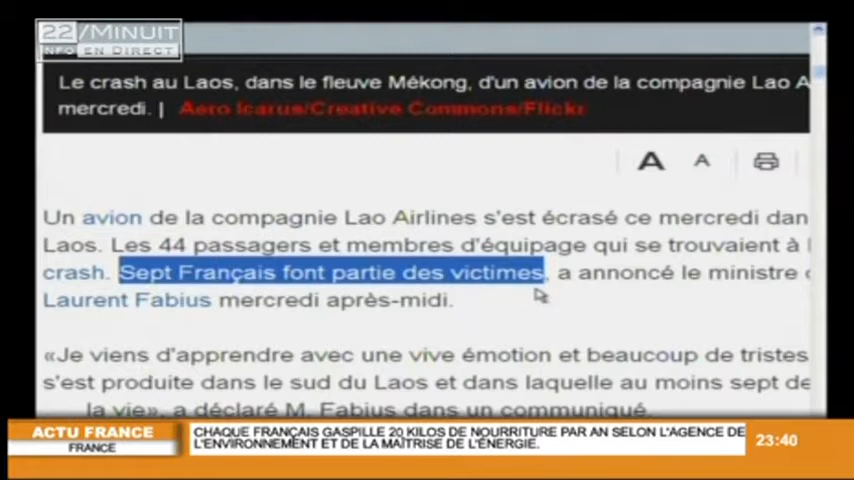 22/MINUIT
INFO EN DIRECT
Le crash au Laos, dans le fleuve Mékong, d'un avion de la compagnie Lao A
mercredi. | Aero Icarus/Creative Commons/Flickr
A A
Un avion de la compagnie Lao Airlines s'est écrasé ce mercredi dan
Laos. Les 44 passagers et membres d'équipage qui se trouvaient à
crash. Sept Français font partie des victimes, a annoncé le ministre
Laurent Fabius mercredi après-midi.
«Je viens d'apprendre avec une vive émotion et beaucoup de tristes
s'est produite dans le sud du Laos et dans laquelle au moins sept de
la vie», a déclaré M. Fabius dans un communiqué.
ACTU FRANCE
FRANCE
CHAQUE FRANÇAIS GASPILLE 20 KILOS DE NOURRITURE PAR AN SELON L'AGENCE DE
L'ENVIRONNEMENT ET DE LA MAÎTRISE DE L'ÉNERGIE.
23:40